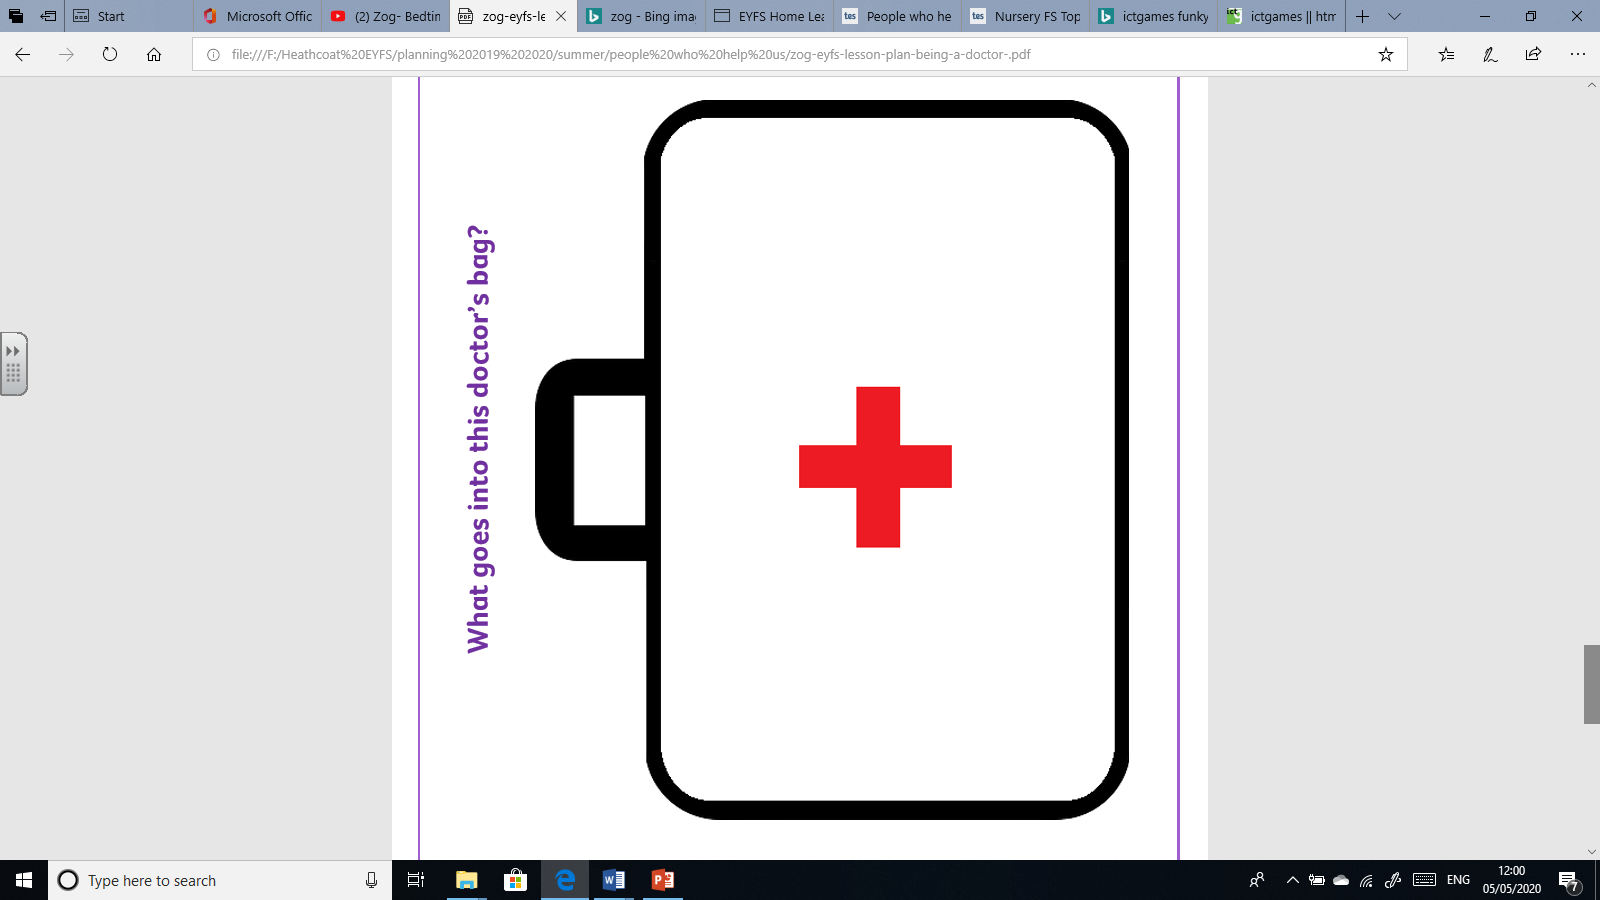 Start
Microsoft Offic
(2) Zog- Bedtin
zog-eyfs-le
zog - Bing ima
EYFS Home Lea
People who he
Nursery FS Top
ictgames funky
ictgames || htm
file:///F:/Heathcoat%20EYFS/planning%202019%202020/summer/people%20who%20help%20us/zog-eyfs-lesson-plan-being-a-doctor-.pdf
What goes into this doctor's bag?
Type here to search
ENG
12:00
05/05/2020
7